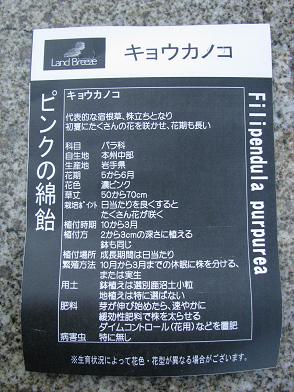 Land Breeze
キョウカノコ
ピンクの綿飴
Filipendula purpurea
キョウカノコ
代表的な宿根草、株立ちとなり
初夏にたくさんの花を咲かせ、花期も長い
科目 バラ科
自生地 本州中部
生産地 岩手県
花期 5から6月
花色 濃ピンク
草丈 50から70cm
栽培ポイント 日当たりを良くすると
たくさん花が咲く
植付時期 10から3月
植付方 2から3cmの深さに植える
鉢も同じ
植付場所 成長期間は日当たり
繁殖方法 10月から3月までの休眠に株を分ける、
または実生
用土 鉢植えは選別鹿沼土小粒
地植えは特に選ばない
肥料 芽が伸び始めたら、速やかに
緩効性肥料で株を太らせる
ダイムコントロール(花用)などを置肥
病害虫 特に無し
※生育状況によって花色・花型が異なる場合がございます。